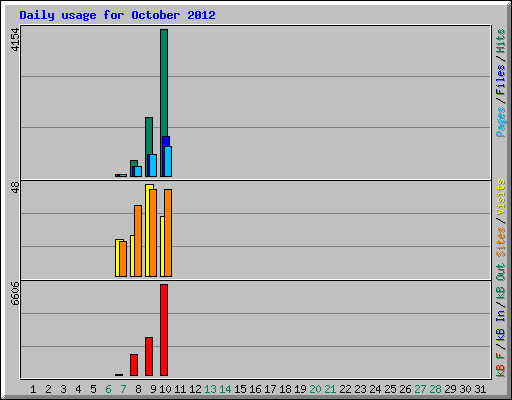 Daily usage for October 2012
4154
48
6606
Pages / Files / Hits
Sites / Visits
kB F / kB In / kB Out
1 2 3 4 5 6 7 8 9 10 11 12 13 14 15 16 17 18 19 20 21 22 23 24 25 26 27 28 29 30 31